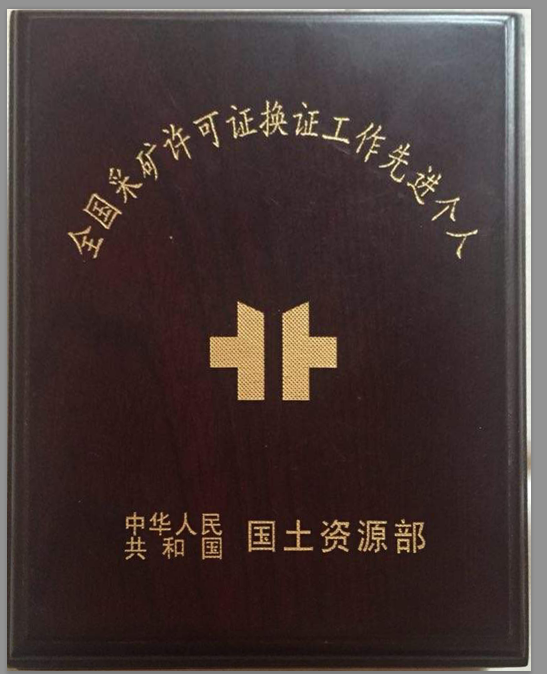 全国采矿许可证换证工作先进个人
中华人民
共和国
国土资源部